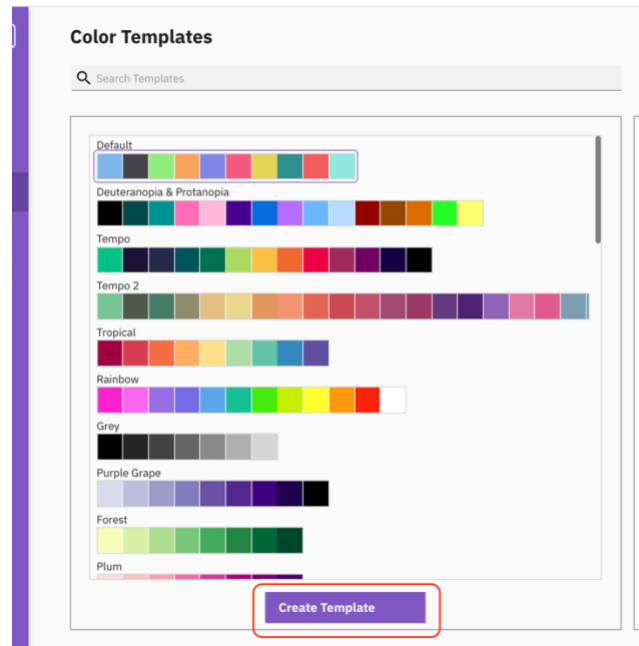 Color Templates
Search Templates
Default
Deuteranopia & Protanopia
Tempo
Tempo 2
Tropical
Rainbow
Grey
Purple Grape
Forest
Plum
Create Template